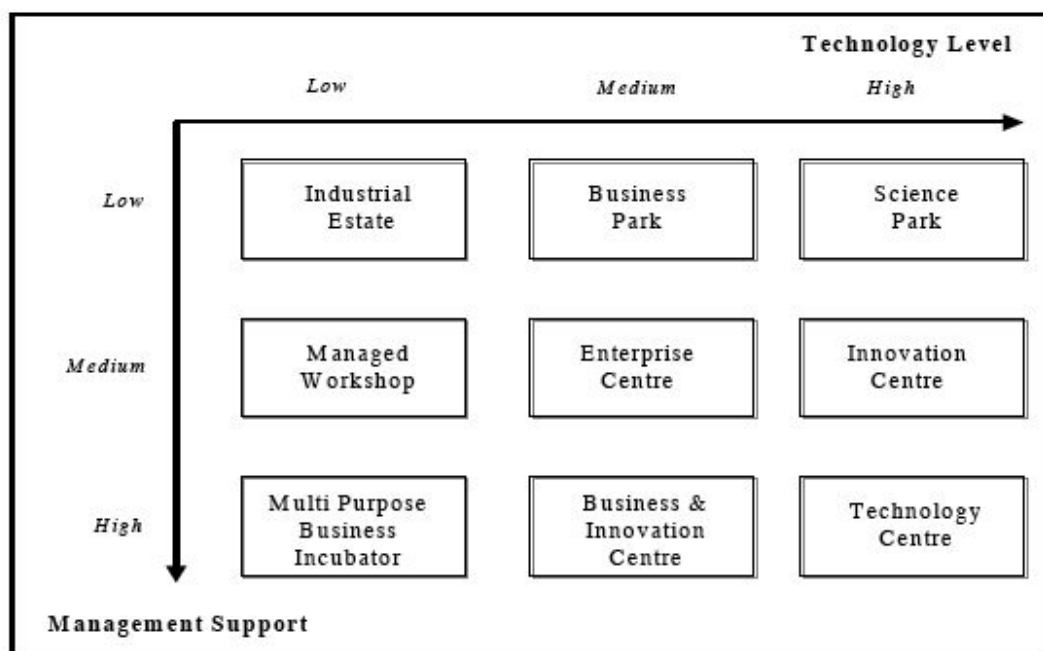 Technology Level
Low
Medium
High
Low
Industrial
Estate
Business
Park
Science
Park
Medium
Managed
Workshop
Enterprise
Centre
Innovation
Centre
High
Multi Purpose
Business
Incubator
Business &
Innovation
Centre
Technology
Centre
Management Support